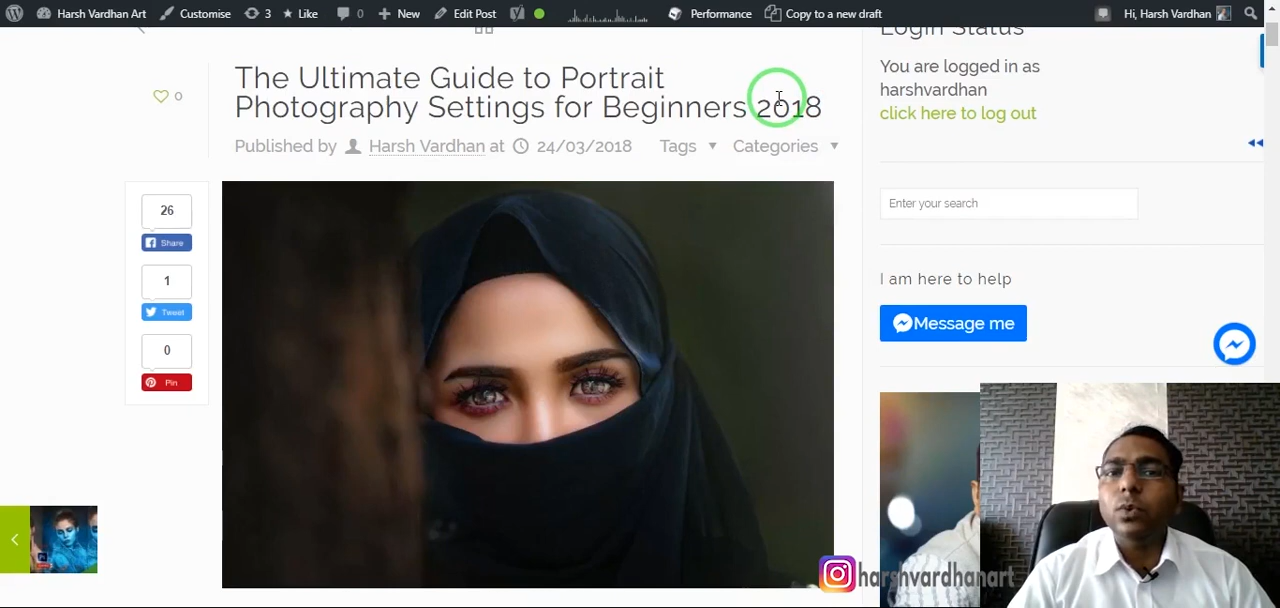 Harsh Vardhan Art Customise 3 Like 0 New Edit Post Performance Copy to a new draft Hi, Harsh Vardhan
Login Status
The Ultimate Guide to Portrait
Photography Settings for Beginners 2018
0
Published by Harsh Vardhan at 24/03/2018 Tags Categories
You are logged in as
harshvardhan
click here to log out
26
Share
1
Tweet
0
Pin
Enter your search
I am here to help
Message me
harshvardhanart